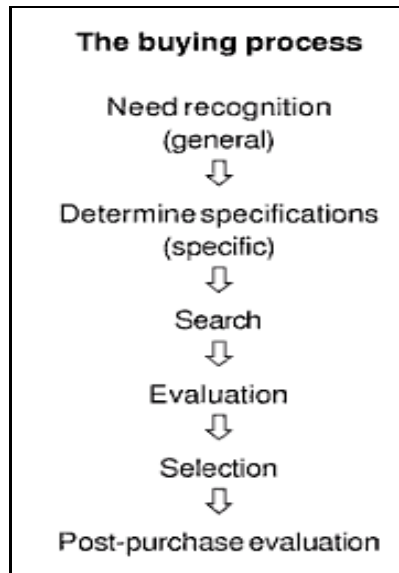 The buying process
Need recognition
(general)
Determine specifications
(specific)
Search
Evaluation
Selection
Post-purchase evaluation